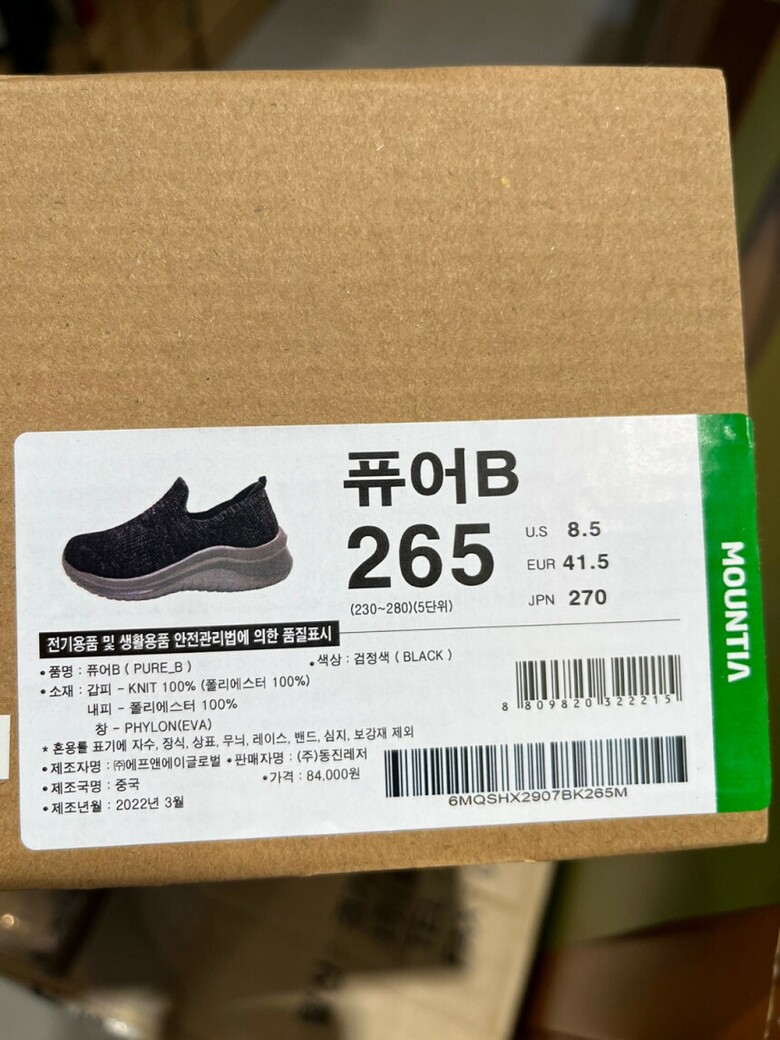 퓨어B
265
U.S 8.5
EUR 41.5
JPN 270
(230~280)(5단위)
MOUNTIA
전기용품 및 생활용품 안전관리법에 의한 품질표시
• 품명 : 퓨어B ( PURE_B )
• 색상 : 검정색 ( BLACK )
• 소재 : 갑피 - KNIT 100% (폴리에스터 100%)
내피 - 폴리에스터 100%
창 - PHYLON(EVA)
* 혼용률 표기에 자수, 장식, 상표, 무늬, 레이스, 밴드, 심지, 보강재 제외
• 제조자명 : ㈜에프앤에이글로벌 • 판매자명 : (주)동진레저
• 제조국명 : 중국
• 가격 : 84,000원
• 제조년월 : 2022년 3월
8 809820 322215
6MQSHX2907BK265M